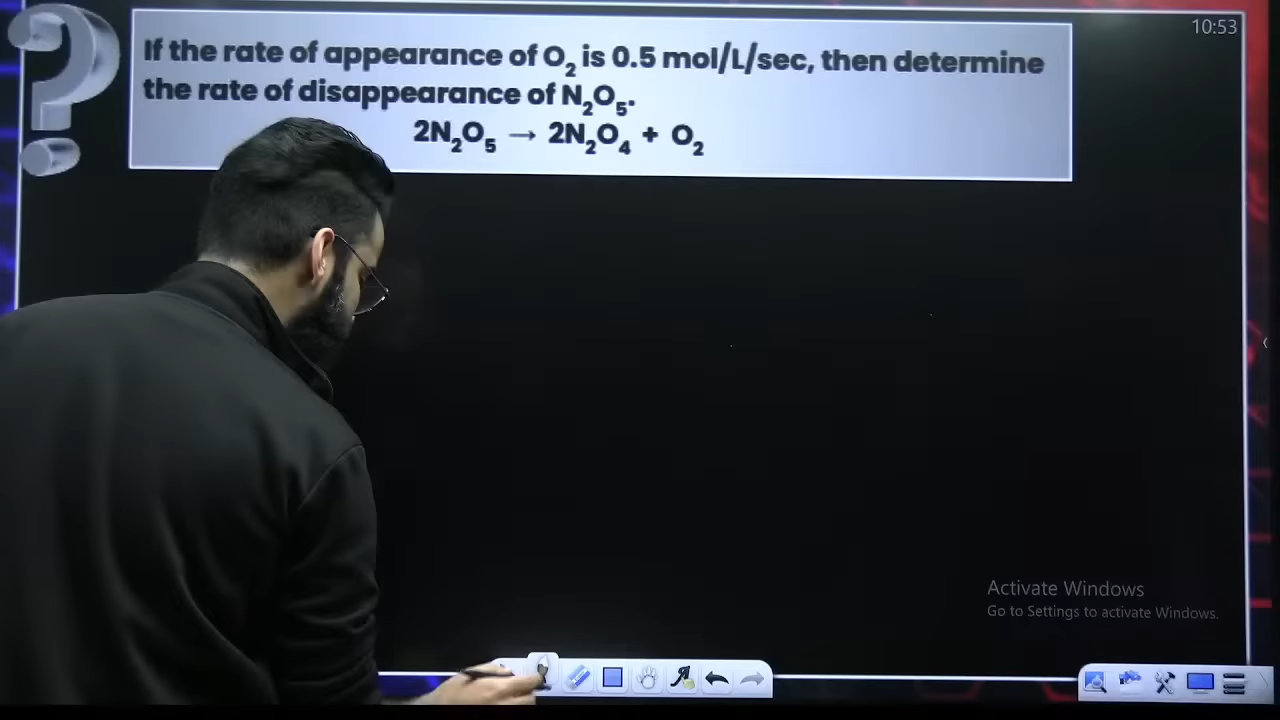 10:53
If the rate of appearance of O₂ is 0.5 mol/L/sec, then determine
the rate of disappearance of N₂O₅.
2N₂O₅ → 2N₂O₄ + O₂
Activate Windows
Go to Settings to activate Windows.